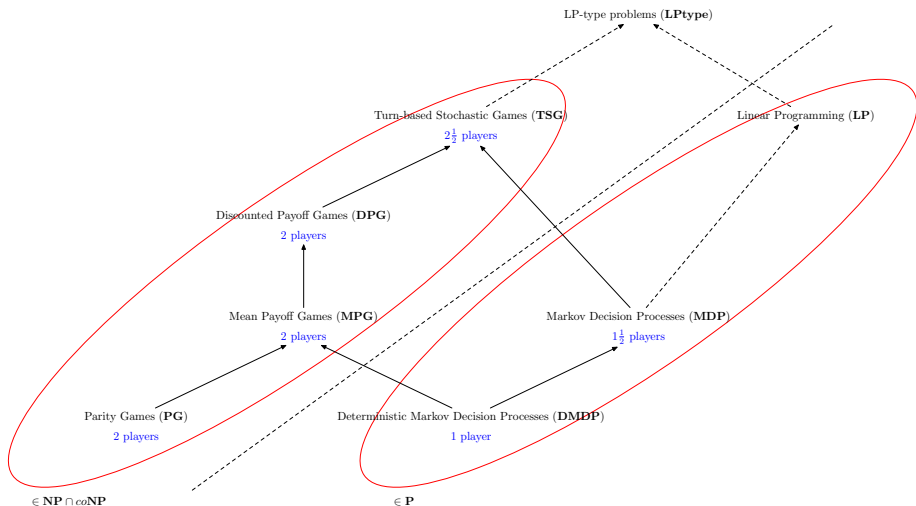 LP-type problems (LPtype)
Turn-based Stochastic Games (TSG)
2½ players
Linear Programming (LP)
Discounted Payoff Games (DPG)
2 players
Mean Payoff Games (MPG)
2 players
Markov Decision Processes (MDP)
1½ players
Parity Games (PG)
2 players
Deterministic Markov Decision Processes (DMDP)
1 player
∈ NP ∩ coNP
∈ P